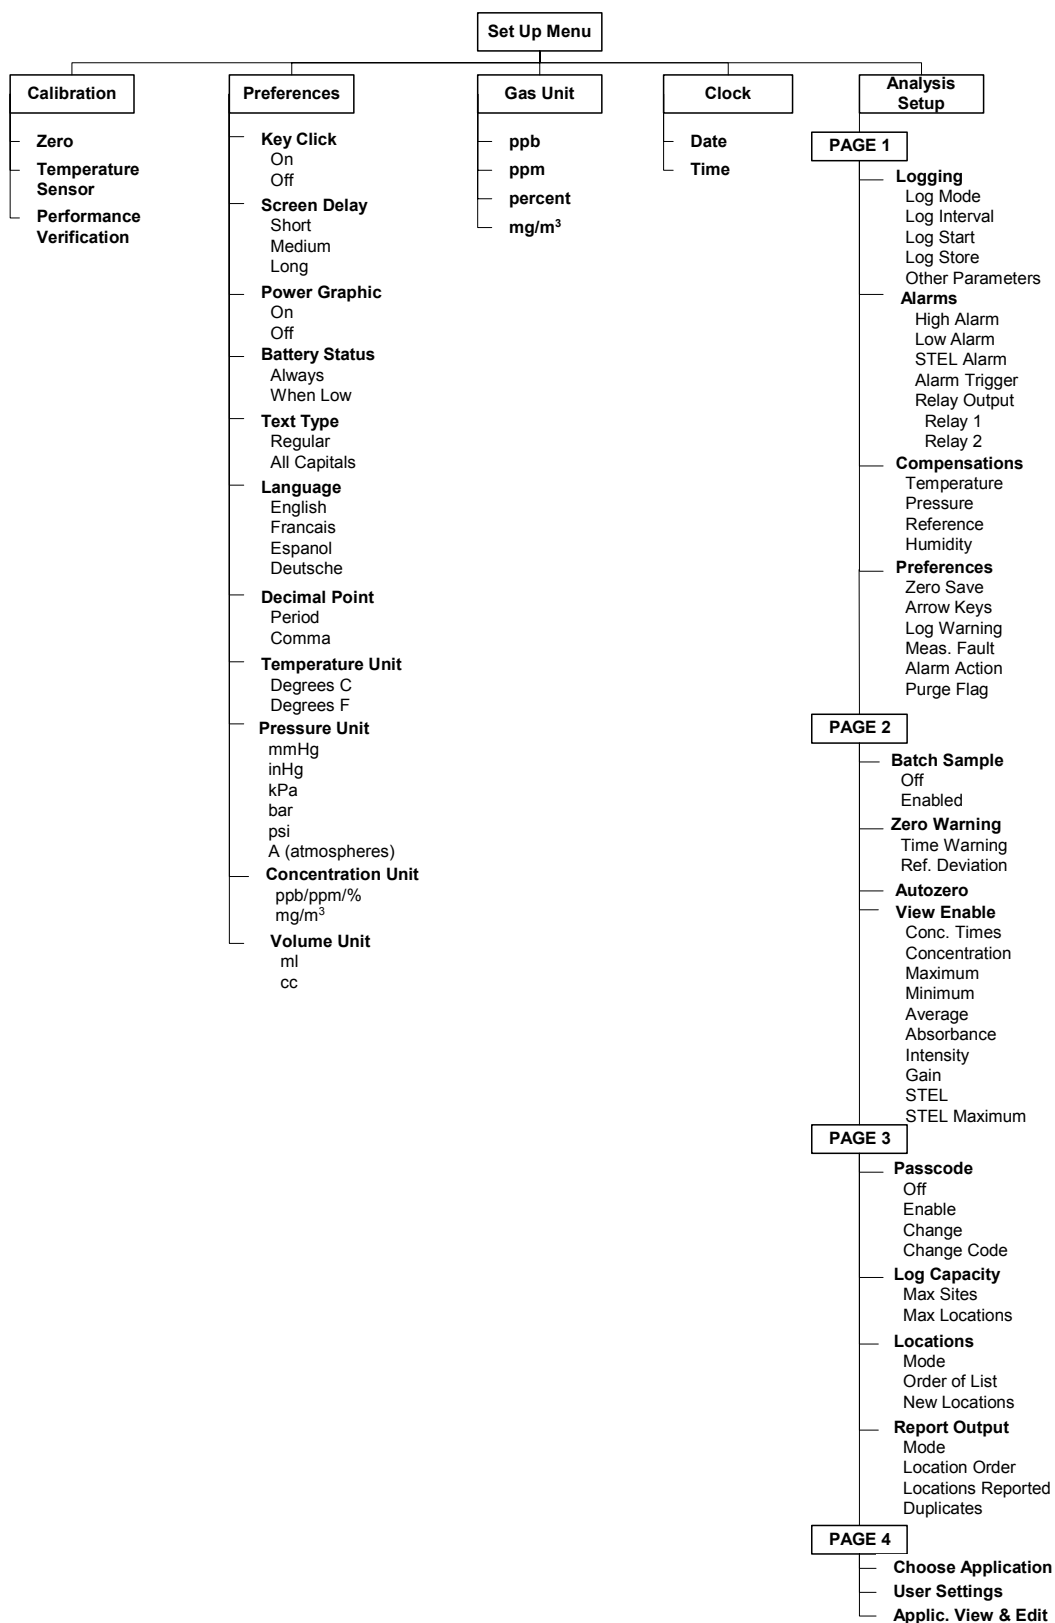 Set Up Menu
Calibration
Zero
Temperature
Sensor
Performance
Verification
Preferences
Key Click
On
Off
Screen Delay
Short
Medium
Long
Power Graphic
On
Off
Battery Status
Always
When Low
Text Type
Regular
All Capitals
Language
English
Francais
Espanol
Deutsche
Decimal Point
Period
Comma
Temperature Unit
Degrees C
Degrees F
Pressure Unit
mmHg
inHg
kPa
bar
psi
A (atmospheres)
Concentration Unit
ppb/ppm/%
mg/m³
Volume Unit
ml
cc
Gas Unit
ppb
ppm
percent
mg/m³
Clock
Date
Time
Analysis
Setup
PAGE 1
Logging
Log Mode
Log Interval
Log Start
Log Store
Other Parameters
Alarms
High Alarm
Low Alarm
STEL Alarm
Alarm Trigger
Relay Output
Relay 1
Relay 2
Compensations
Temperature
Pressure
Reference
Humidity
Preferences
Zero Save
Arrow Keys
Log Warning
Meas. Fault
Alarm Action
Purge Flag
PAGE 2
Batch Sample
Off
Enabled
Zero Warning
Time Warning
Ref. Deviation
Autozero
View Enable
Conc. Times
Concentration
Maximum
Minimum
Average
Absorbance
Intensity
Gain
STEL
STEL Maximum
PAGE 3
Passcode
Off
Enable
Change
Change Code
Log Capacity
Max Sites
Max Locations
Locations
Mode
Order of List
New Locations
Report Output
Mode
Location Order
Locations Reported
Duplicates
PAGE 4
Choose Application
User Settings
Applic. View & Edit